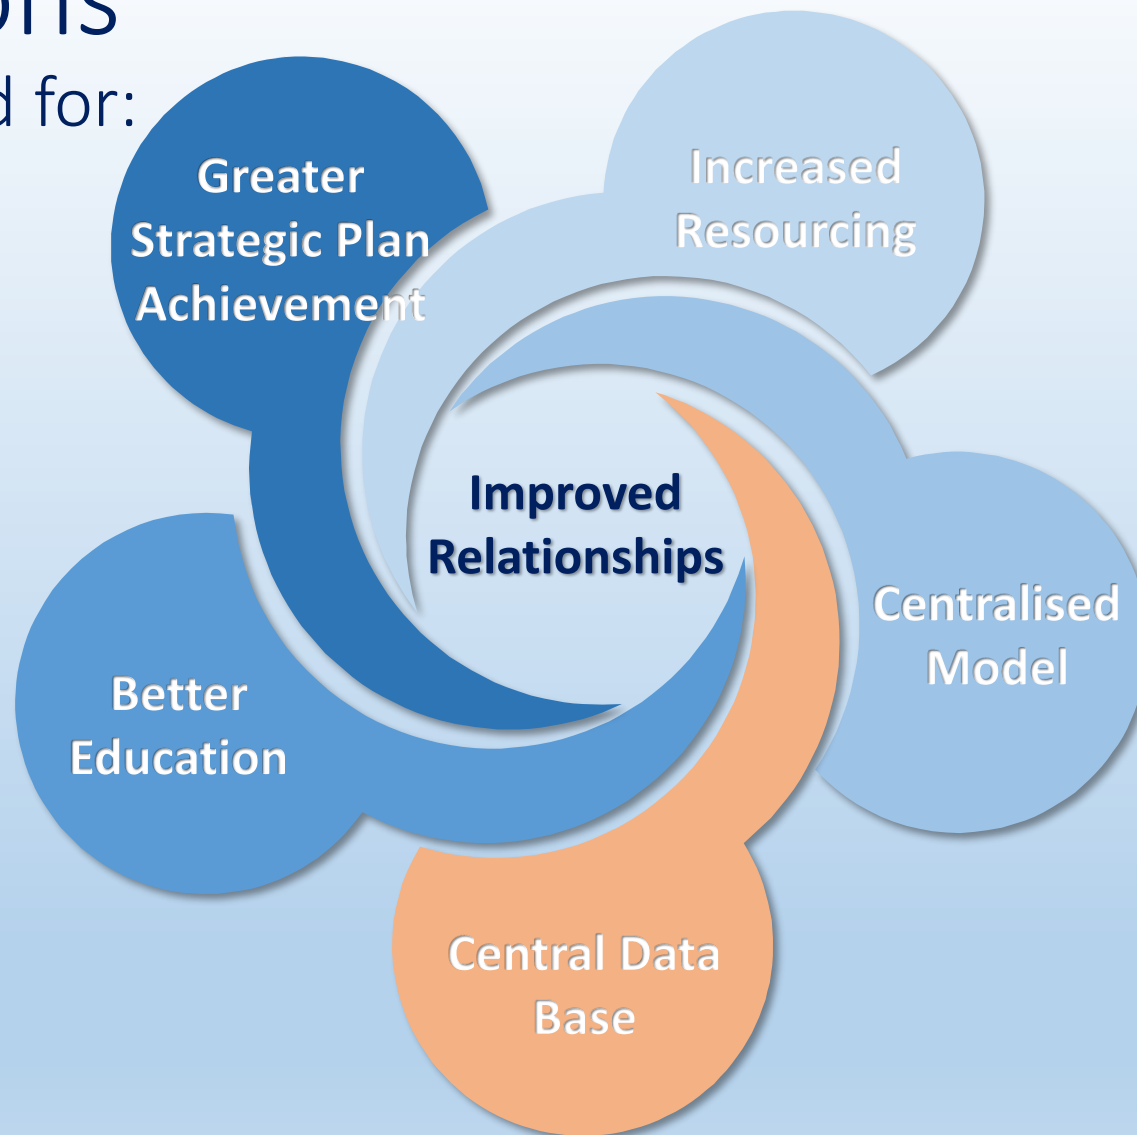 ons
d for:
Greater
Strategic Plan
Achievement
Increased
Resourcing
Improved
Relationships
Centralised
Model
Better
Education
Central Data
Base